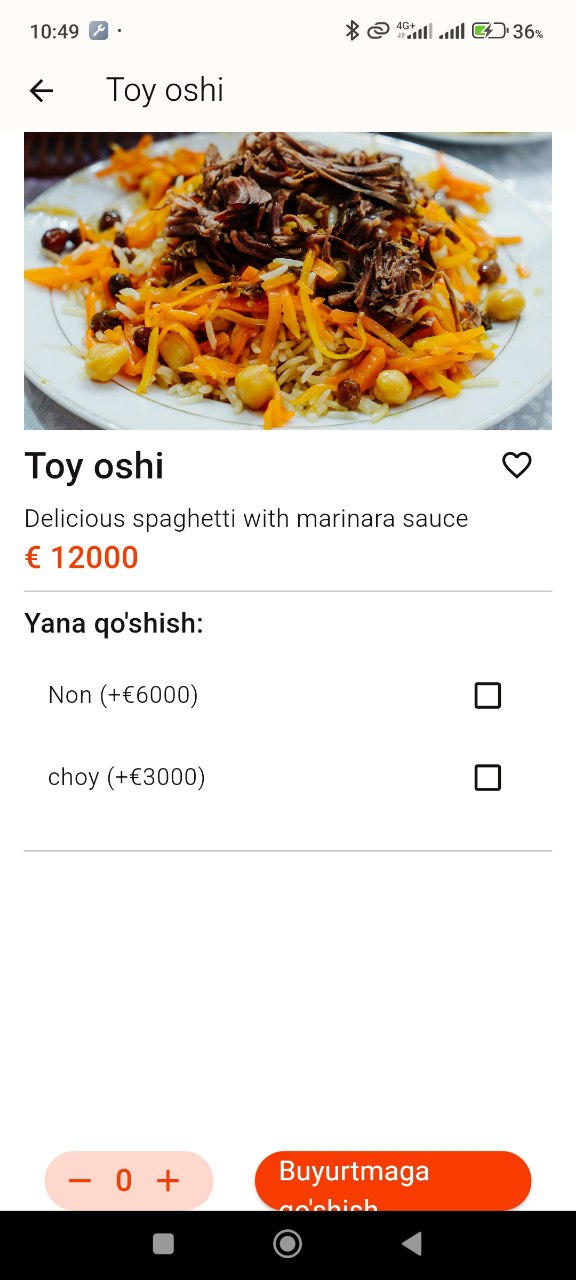 10:49
4G+
36%
Toy oshi
Toy oshi
Delicious spaghetti with marinara sauce
€ 12000
Yana qo'shish:
Non (+€6000)
choy (+€3000)
0
Buyurtmaga
qo'shish